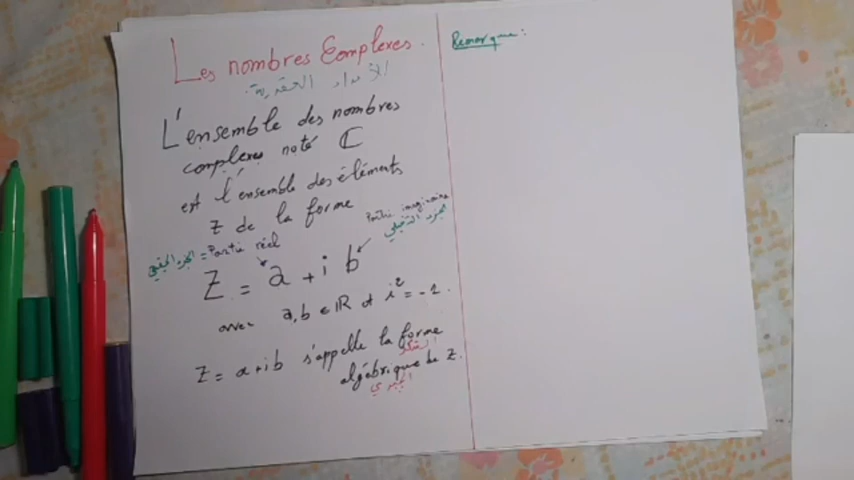 Les nombres Complexes.
الأعداد العقدية
L'ensemble des nombres
complexes noté ℂ
est l'ensemble des éléments
z de la forme
الجزء الحقيقي = Partie réel
Partie imaginaire
الجزء التخيلي
Z = a + i b
avec a, b ∈ ℝ et i² = -1.
Z = a + ib s'appelle la forme
الشكل
algébrique de Z.
الجبري
Remarque :